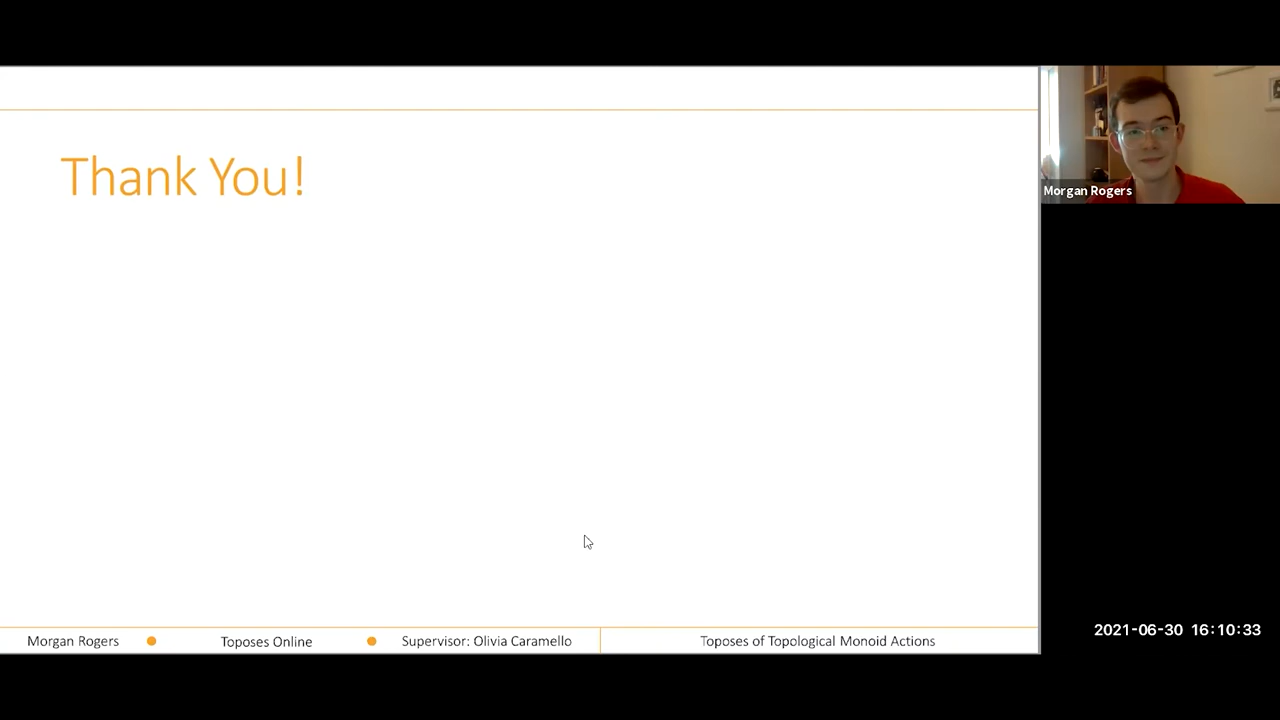 Thank You!
Morgan Rogers
Morgan Rogers
Toposes Online
Supervisor: Olivia Caramello
Toposes of Topological Monoid Actions
2021-06-30 16:10:33